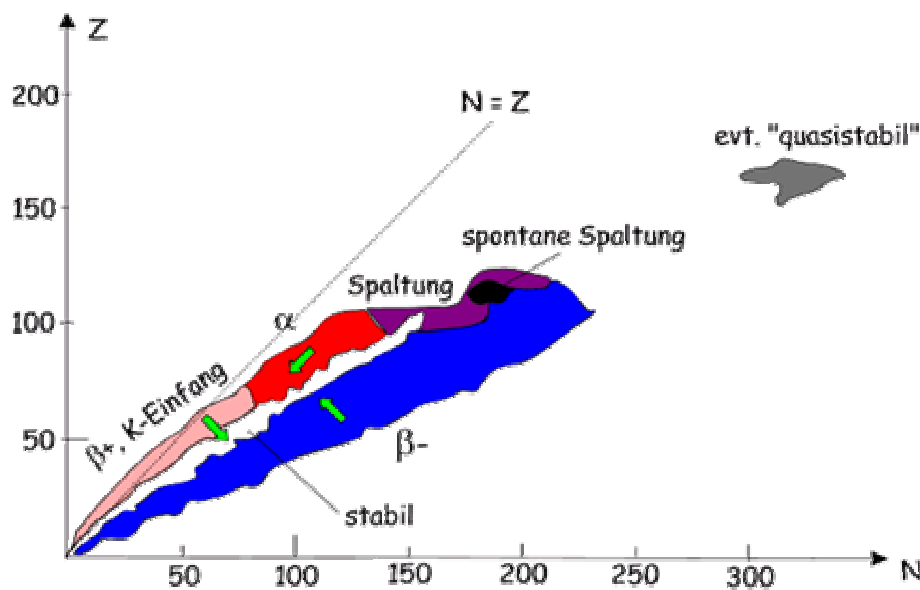 Z
200
N = Z
evt. "quasistabil"
150
spontane Spaltung
Spaltung
100
α
β+, K-Einfang
50
β-
stabil
50
100
150
200
250
300
N